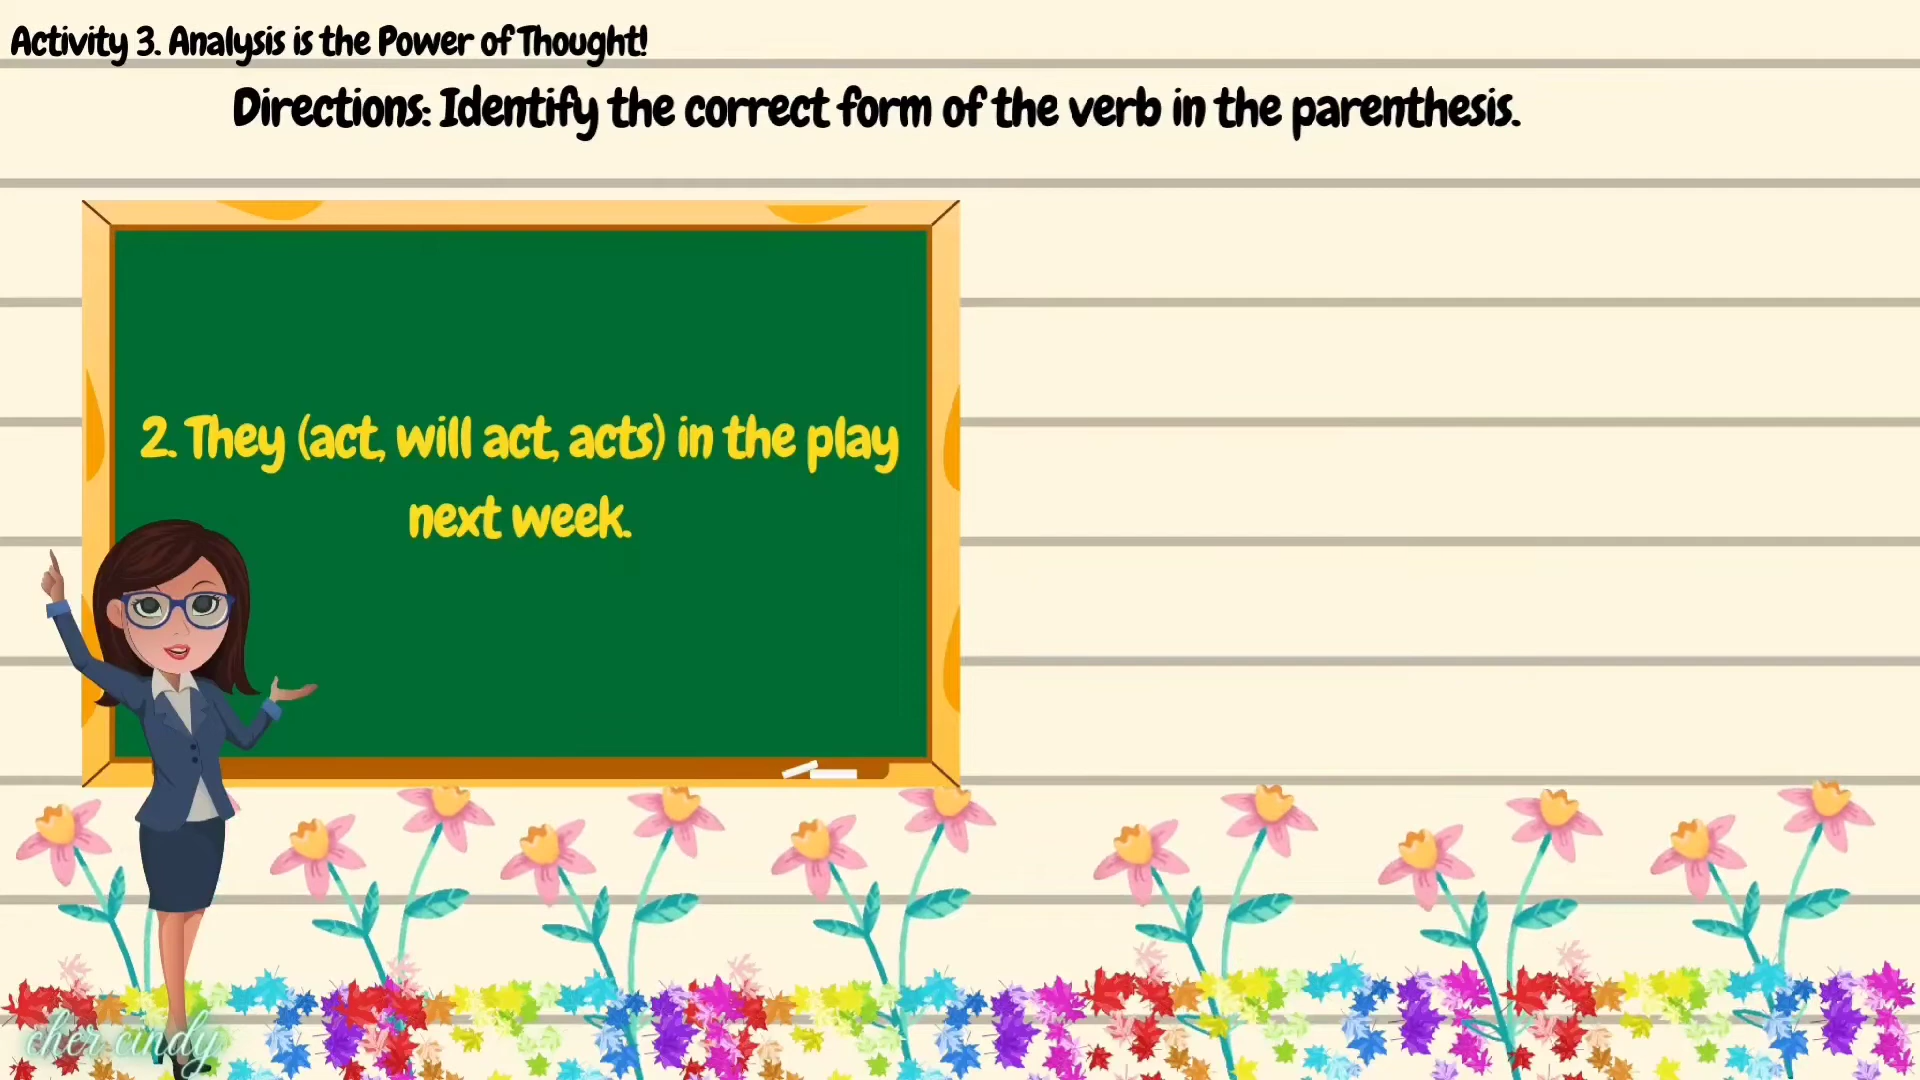 Activity 3. Analysis is the Power of Thought!
Directions: Identify the correct form of the verb in the parenthesis.
2. They (act, will act, acts) in the play
next week.
cher cindy